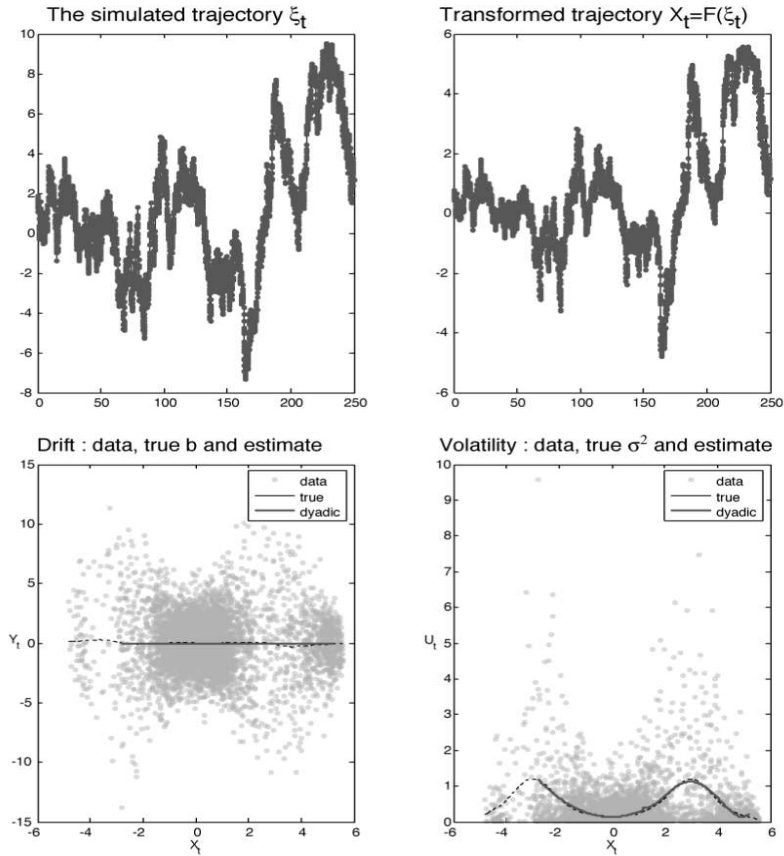 The simulated trajectory ξt
Transformed trajectory Xt=F(ξt)
10
8
6
4
2
0
-2
-4
-6
-8
0 50 100 150 200 250
6
4
2
0
-2
-4
-6
0 50 100 150 200 250
Drift : data, true b and estimate
Volatility : data, true σ² and estimate
15
10
5
Yt 0
-5
-10
-15
-6 -4 -2 0 2 4 6
Xt
data
true
dyadic
10
9
8
7
6
Ut 5
4
3
2
1
0
-6 -4 -2 0 2 4 6
Xt
data
true
dyadic